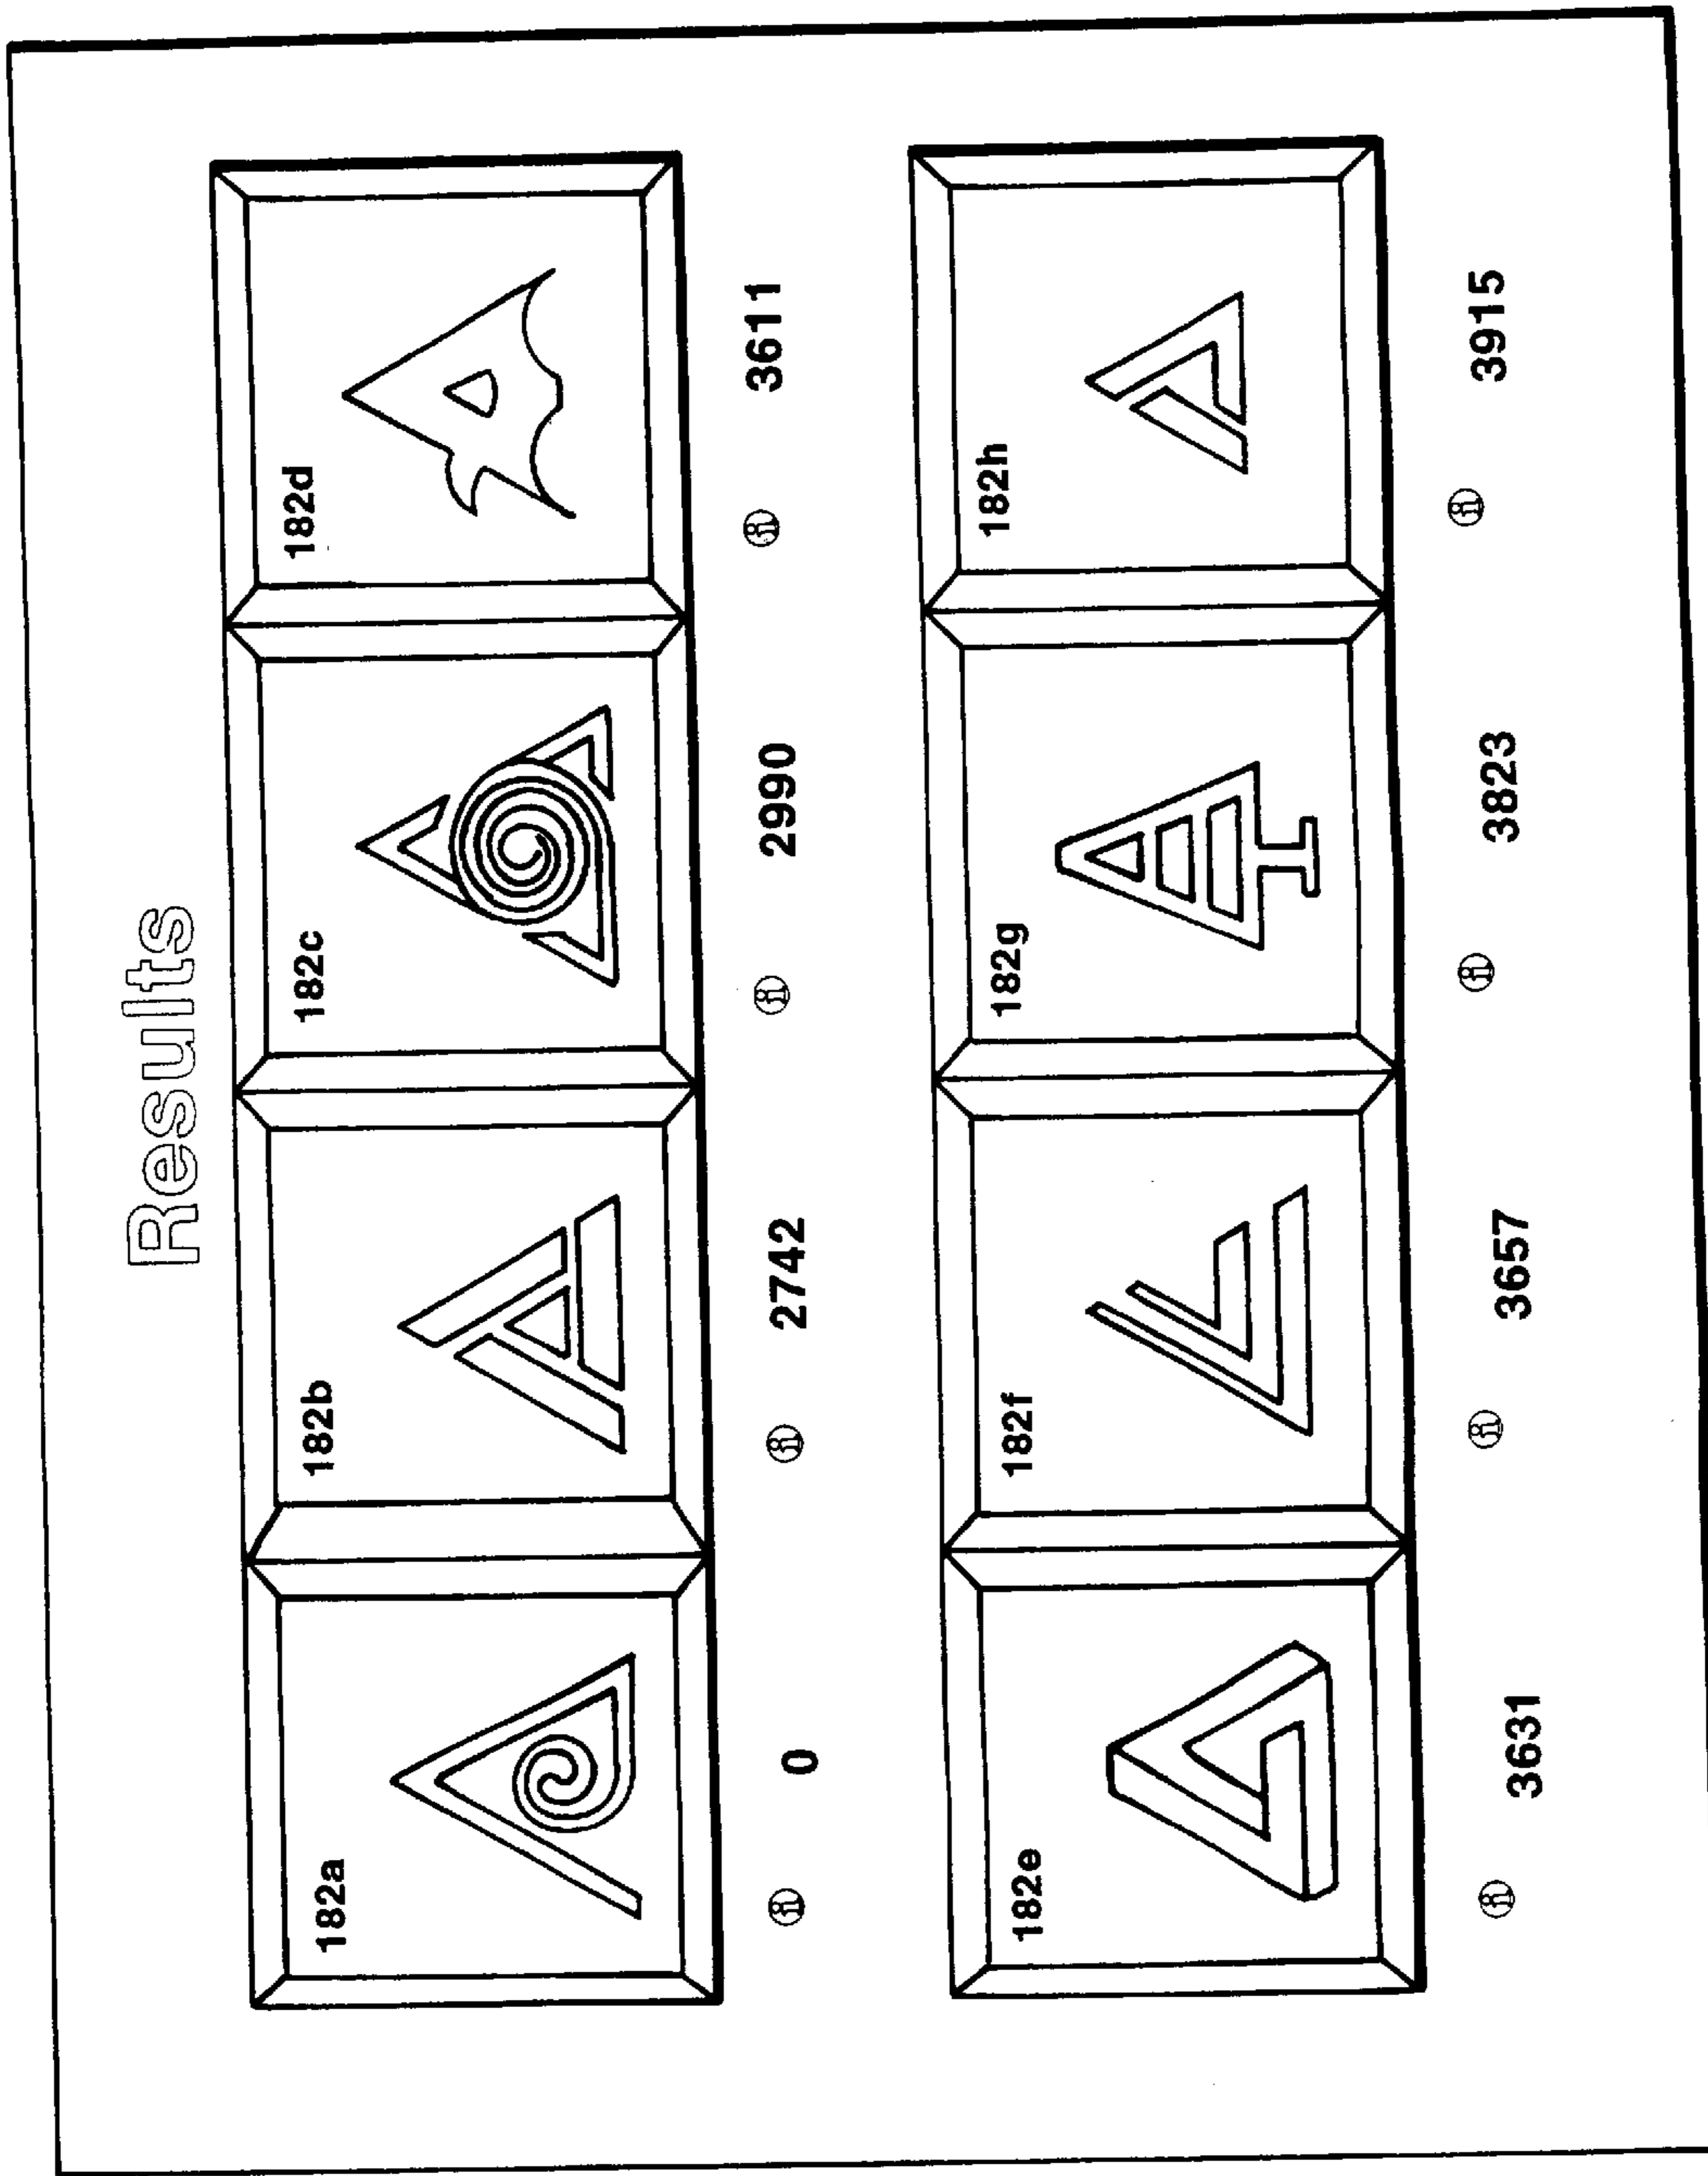 Results
182a 182b 182c 182d
i 0 i 2742 i 2990 i 3611
182e 182f 182g 182h
i 3631 i 3657 i 3823 i 3915